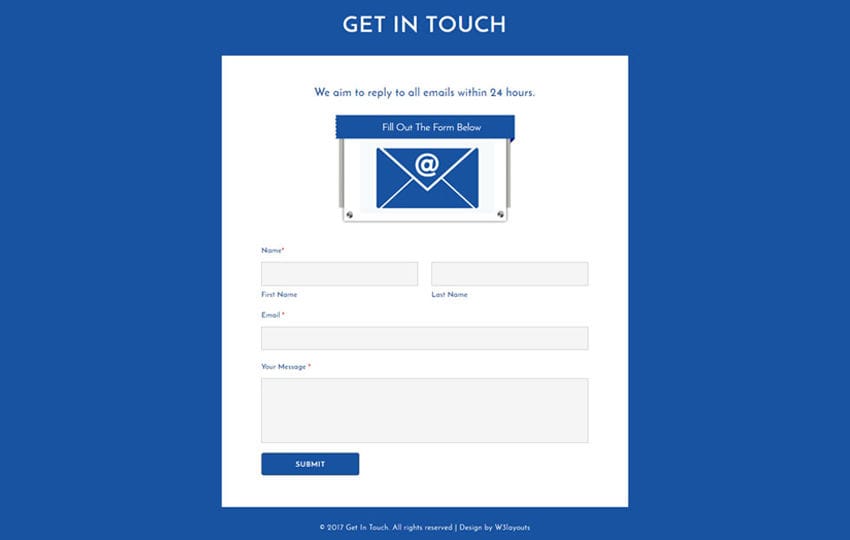 GET IN TOUCH
We aim to reply to all emails within 24 hours.
Fill Out The Form Below
@
Name*
First Name Last Name
Email *
Your Message *
SUBMIT
© 2017 Get In Touch. All rights reserved | Design by W3layouts